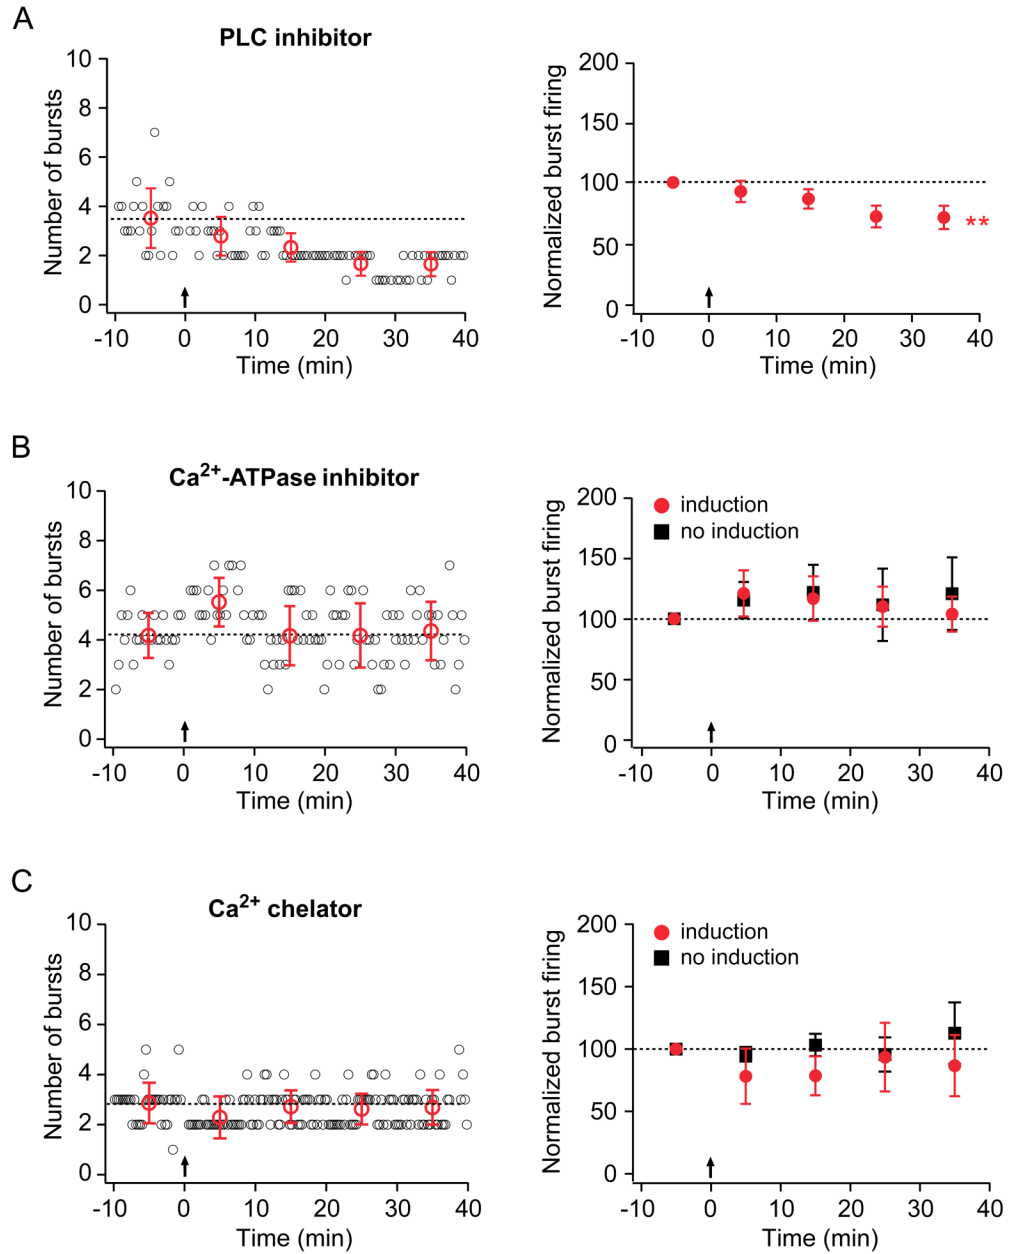 A
PLC inhibitor
Number of bursts
10
8
6
4
2
0
-10 0 10 20 30 40
Time (min)
Normalized burst firing
200
150
100
50
0
**
-10 0 10 20 30 40
Time (min)
B
Ca2+-ATPase inhibitor
Number of bursts
10
8
6
4
2
0
-10 0 10 20 30 40
Time (min)
Normalized burst firing
200
150
100
50
0
induction
no induction
-10 0 10 20 30 40
Time (min)
C
Ca2+ chelator
Number of bursts
10
8
6
4
2
0
-10 0 10 20 30 40
Time (min)
Normalized burst firing
200
150
100
50
0
induction
no induction
-10 0 10 20 30 40
Time (min)